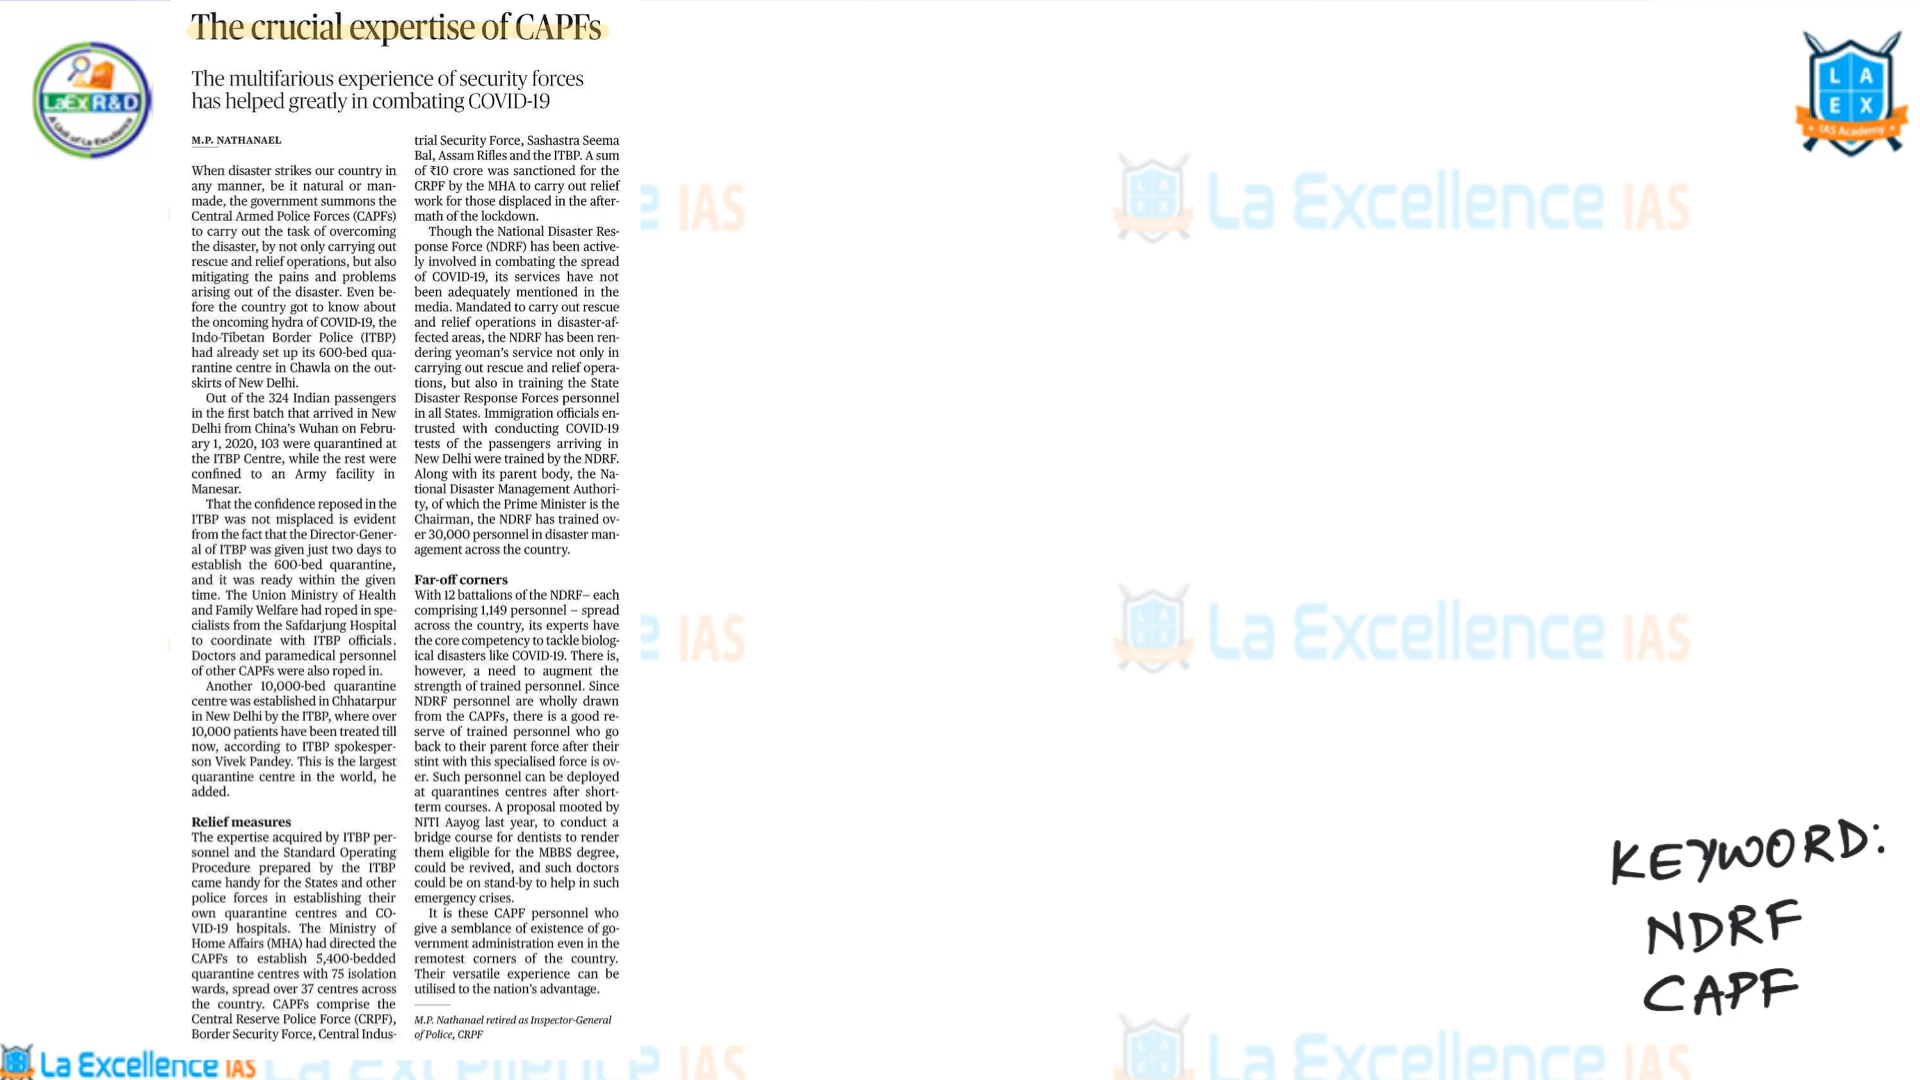 The crucial expertise of CAPFs
The multifarious experience of security forces
has helped greatly in combating COVID-19
M.P. NATHANAEL
When disaster strikes our country in
any manner, be it natural or man-
made, the government summons the
Central Armed Police Forces (CAPFs)
to carry out the task of overcoming
the disaster, by not only carrying out
rescue and relief operations, but also
mitigating the pains and problems
arising out of the disaster. Even be-
fore the country got to know about
the oncoming hydra of COVID-19, the
Indo-Tibetan Border Police (ITBP)
had already set up its 600-bed qua-
rantine centre in Chawla on the out-
skirts of New Delhi.
Out of the 324 Indian passengers
in the first batch that arrived in New
Delhi from China's Wuhan on Febru-
ary 1, 2020, 103 were quarantined at
the ITBP Centre, while the rest were
confined to an Army facility in
Manesar.
That the confidence reposed in the
ITBP was not misplaced is evident
from the fact that the Director-Gener-
al of ITBP was given just two days to
establish the 600-bed quarantine,
and it was ready within the given
time. The Union Ministry of Health
and Family Welfare had roped in spe-
cialists from the Safdarjung Hospital
to coordinate with ITBP officials.
Doctors and paramedical personnel
of other CAPFs were also roped in.
Another 10,000-bed quarantine
centre was established in Chhatarpur
in New Delhi by the ITBP, where over
10,000 patients have been treated till
now, according to ITBP spokesper-
son Vivek Pandey. This is the largest
quarantine centre in the world, he
added.
Relief measures
The expertise acquired by ITBP per-
sonnel and the Standard Operating
Procedure prepared by the ITBP
came handy for the States and other
police forces in establishing their
own quarantine centres and CO-
VID-19 hospitals. The Ministry of
Home Affairs (MHA) had directed the
CAPFs to establish 5,400-bedded
quarantine centres with 75 isolation
wards, spread over 37 centres across
the country. CAPFs comprise the
Central Reserve Police Force (CRPF),
Border Security Force, Central Indus-
trial Security Force, Sashastra Seema
Bal, Assam Rifles and the ITBP. A sum
of ₹10 crore was sanctioned for the
CRPF by the MHA to carry out relief
work for those displaced in the after-
math of the lockdown.
Though the National Disaster Res-
ponse Force (NDRF) has been active-
ly involved in combating the spread
of COVID-19, its services have not
been adequately mentioned in the
media. Mandated to carry out rescue
and relief operations in disaster-af-
fected areas, the NDRF has been ren-
dering yeoman's service not only in
carrying out rescue and relief opera-
tions, but also in training the State
Disaster Response Forces personnel
in all States. Immigration officials en-
trusted with conducting COVID-19
tests of the passengers arriving in
New Delhi were trained by the NDRF.
Along with its parent body, the Na-
tional Disaster Management Authori-
ty, of which the Prime Minister is the
Chairman, the NDRF has trained ov-
er 30,000 personnel in disaster man-
agement across the country.
Far-off corners
With 12 battalions of the NDRF– each
comprising 1,149 personnel – spread
across the country, its experts have
the core competency to tackle biolog-
ical disasters like COVID-19. There is,
however, a need to augment the
strength of trained personnel. Since
NDRF personnel are wholly drawn
from the CAPFs, there is a good re-
serve of trained personnel who go
back to their parent force after their
stint with this specialised force is ov-
er. Such personnel can be deployed
at quarantines centres after short-
term courses. A proposal mooted by
NITI Aayog last year, to conduct a
bridge course for dentists to render
them eligible for the MBBS degree,
could be revived, and such doctors
could be on stand-by to help in such
emergency crises.
It is these CAPF personnel who
give a semblance of existence of go-
vernment administration even in the
remotest corners of the country.
Their versatile experience can be
utilised to the nation's advantage.
M.P. Nathanael retired as Inspector-General
of Police, CRPF
KEYWORD:
NDRF
CAPF
LaEx R&D
A Unit of La Excellence
L A
E X
IAS Academy
e IAS
La Excellence IAS
e IAS
La Excellence IAS
e IAS
La Excellence IAS
La Excellence IAS